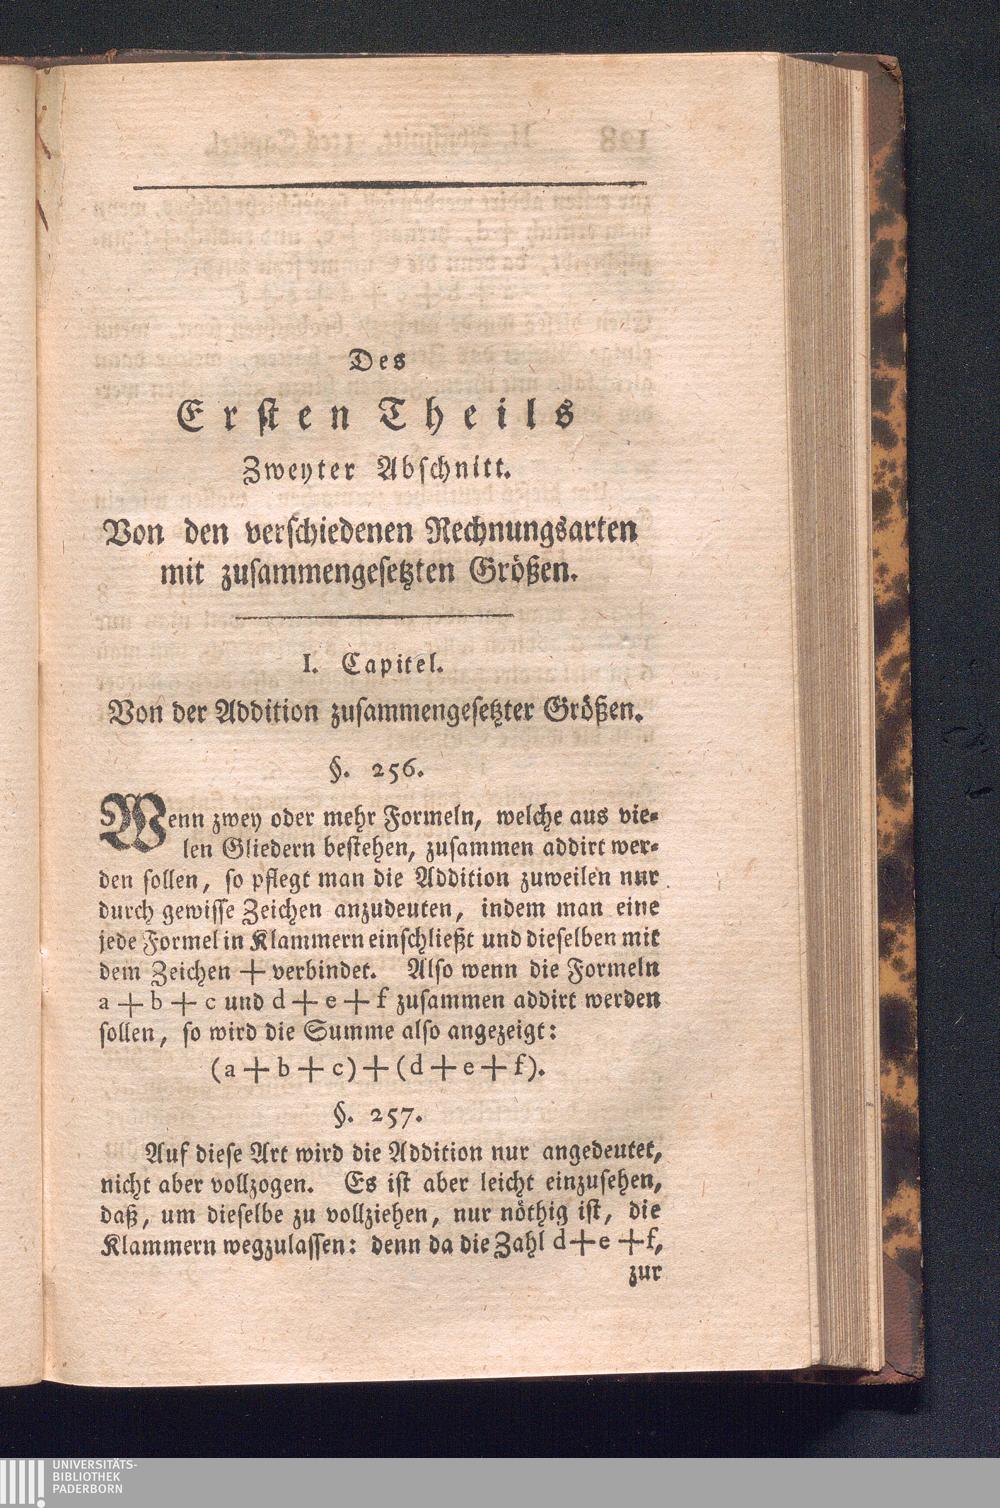 Des
Ersten Theils
Zweyter Abschnitt.
Von den verschiedenen Rechnungsarten
mit zusammengesetzten Größen.
I. Capitel.
Von der Addition zusammengesetzter Größen.
§. 256.
Wenn zwey oder mehr Formeln, welche aus vie-
len Gliedern bestehen, zusammen addirt wer-
den sollen, so pflegt man die Addition zuweilen nur
durch gewisse Zeichen anzudeuten, indem man eine
jede Formel in Klammern einschließt und dieselben mit
dem Zeichen + verbindet. Also wenn die Formeln
a + b + c und d + e + f zusammen addirt werden
sollen, so wird die Summe also angezeigt:
(a + b + c) + (d + e + f).
§. 257.
Auf diese Art wird die Addition nur angedeutet,
nicht aber vollzogen. Es ist aber leicht einzusehen,
daß, um dieselbe zu vollziehen, nur nöthig ist, die
Klammern wegzulassen: denn da die Zahl d + e + f,
zur
UNIVERSITÄTS-
BIBLIOTHEK
PADERBORN